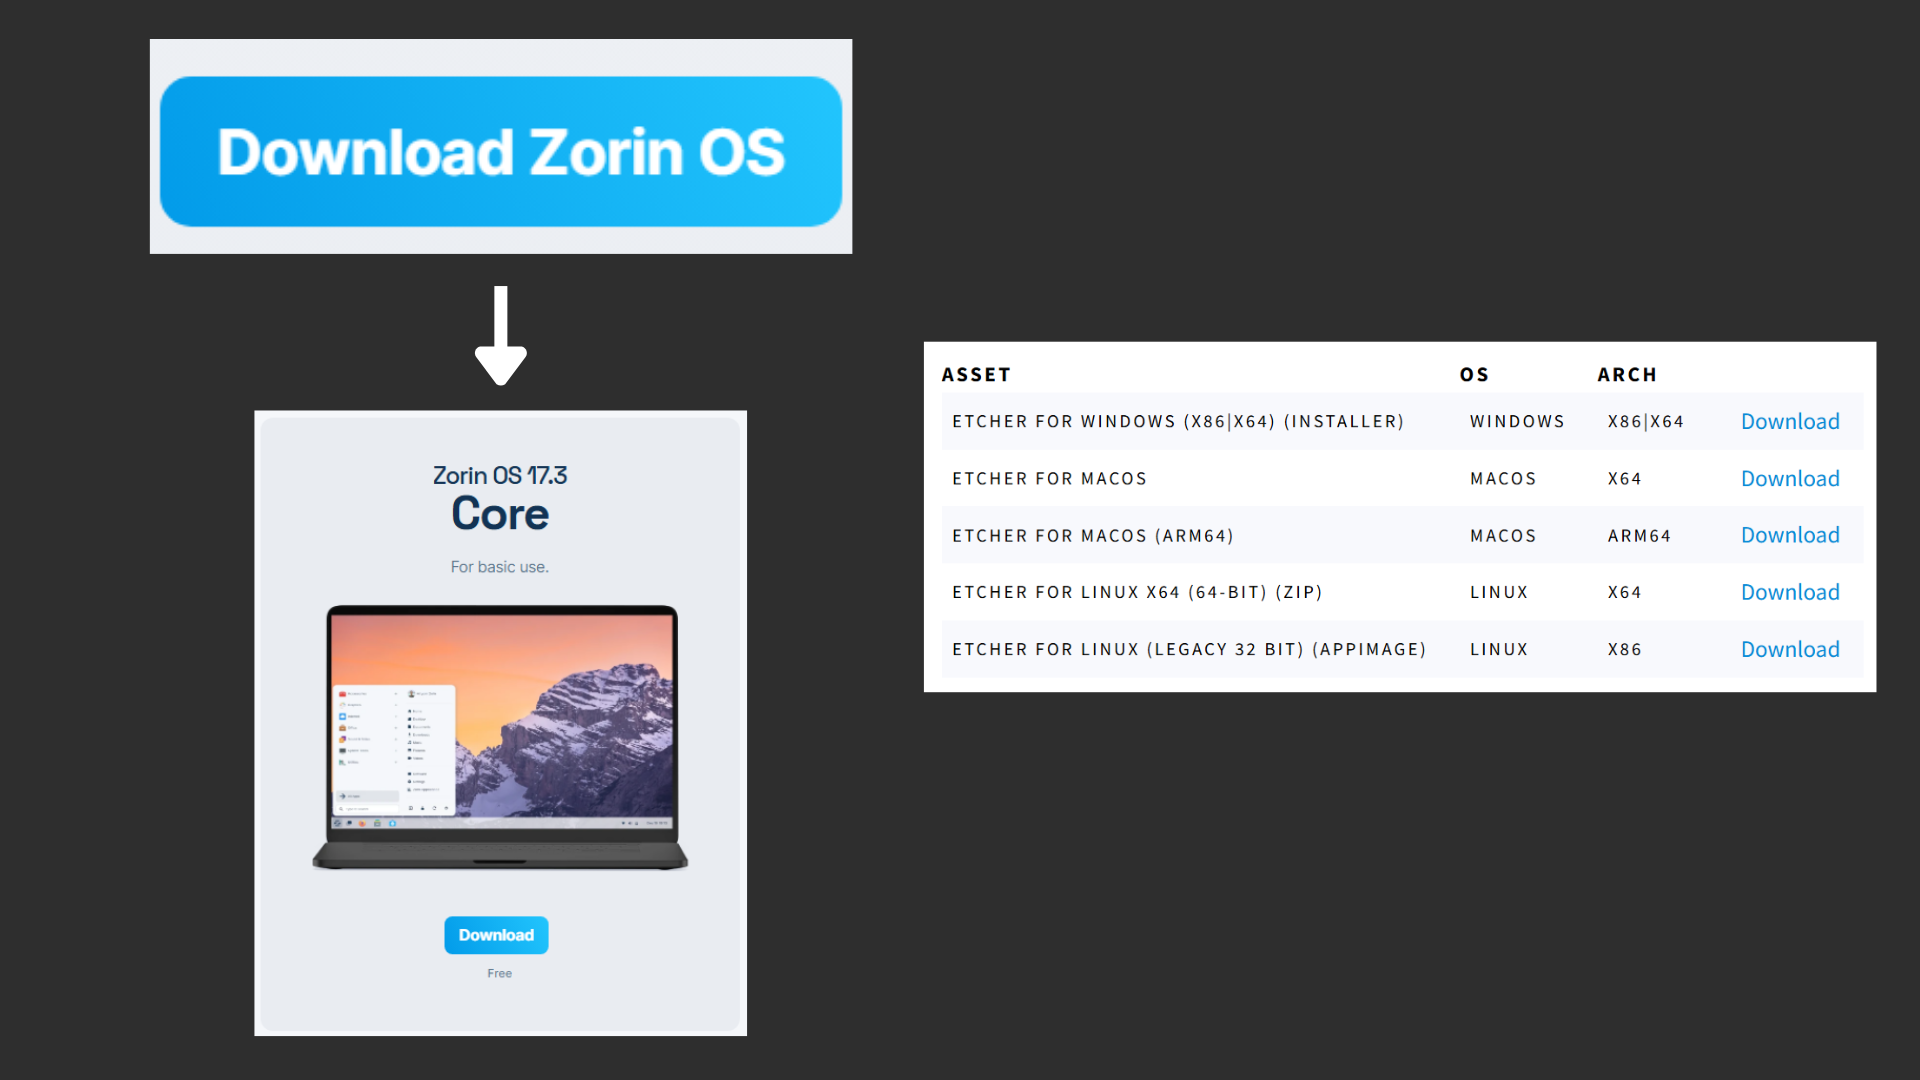 Download Zorin OS
Zorin OS 17.3
Core
For basic use.
Download
Free
ASSET OS ARCH
ETCHER FOR WINDOWS (X86|X64) (INSTALLER) WINDOWS X86|X64 Download
ETCHER FOR MACOS MACOS X64 Download
ETCHER FOR MACOS (ARM64) MACOS ARM64 Download
ETCHER FOR LINUX X64 (64-BIT) (ZIP) LINUX X64 Download
ETCHER FOR LINUX (LEGACY 32 BIT) (APPIMAGE) LINUX X86 Download